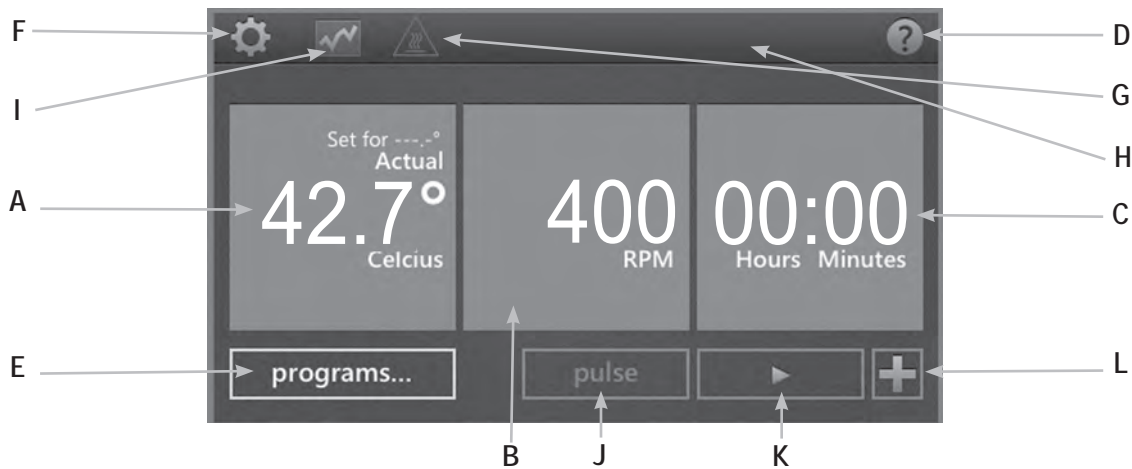 F
D
I
G
H
Set for ---.-°
Actual
A
42.7°
400
00:00
C
Celcius
RPM
Hours Minutes
E
programs...
pulse
L
B
J
K
?